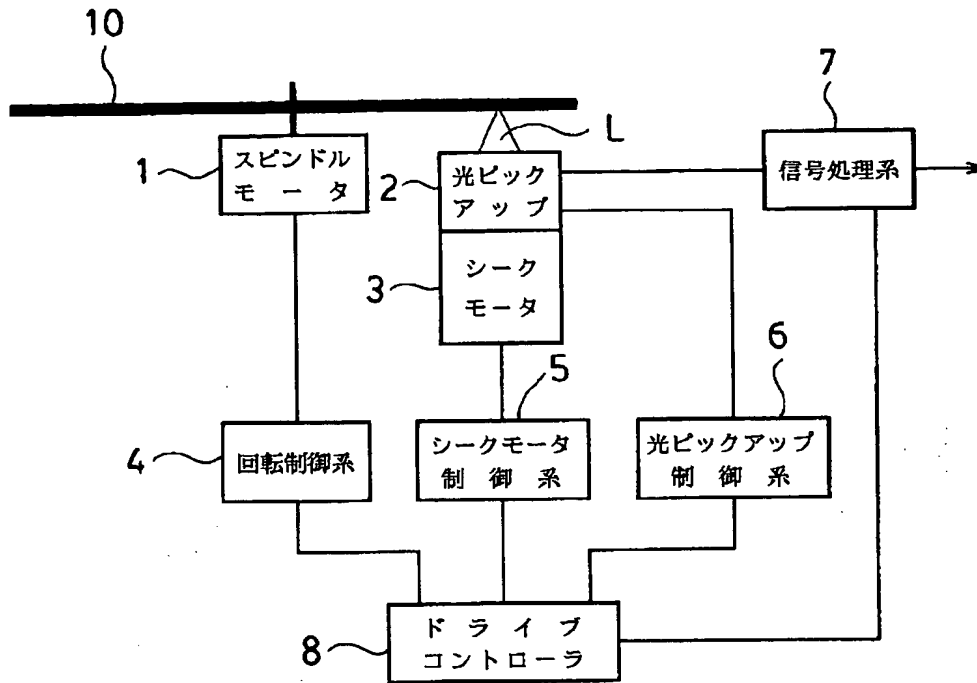 10
7
L
1
スピンドル
モータ
2
光ピック
アップ
信号処理系
3
シーク
モータ
5
6
4
回転制御系
シークモータ
制御系
光ピックアップ
制御系
8
ドライブ
コントローラ